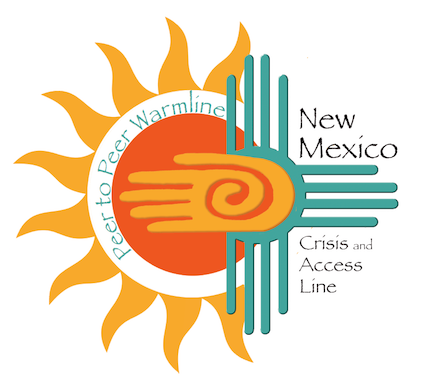 Peer to Peer Warmline
New
Mexico
Crisis and
Access
Line